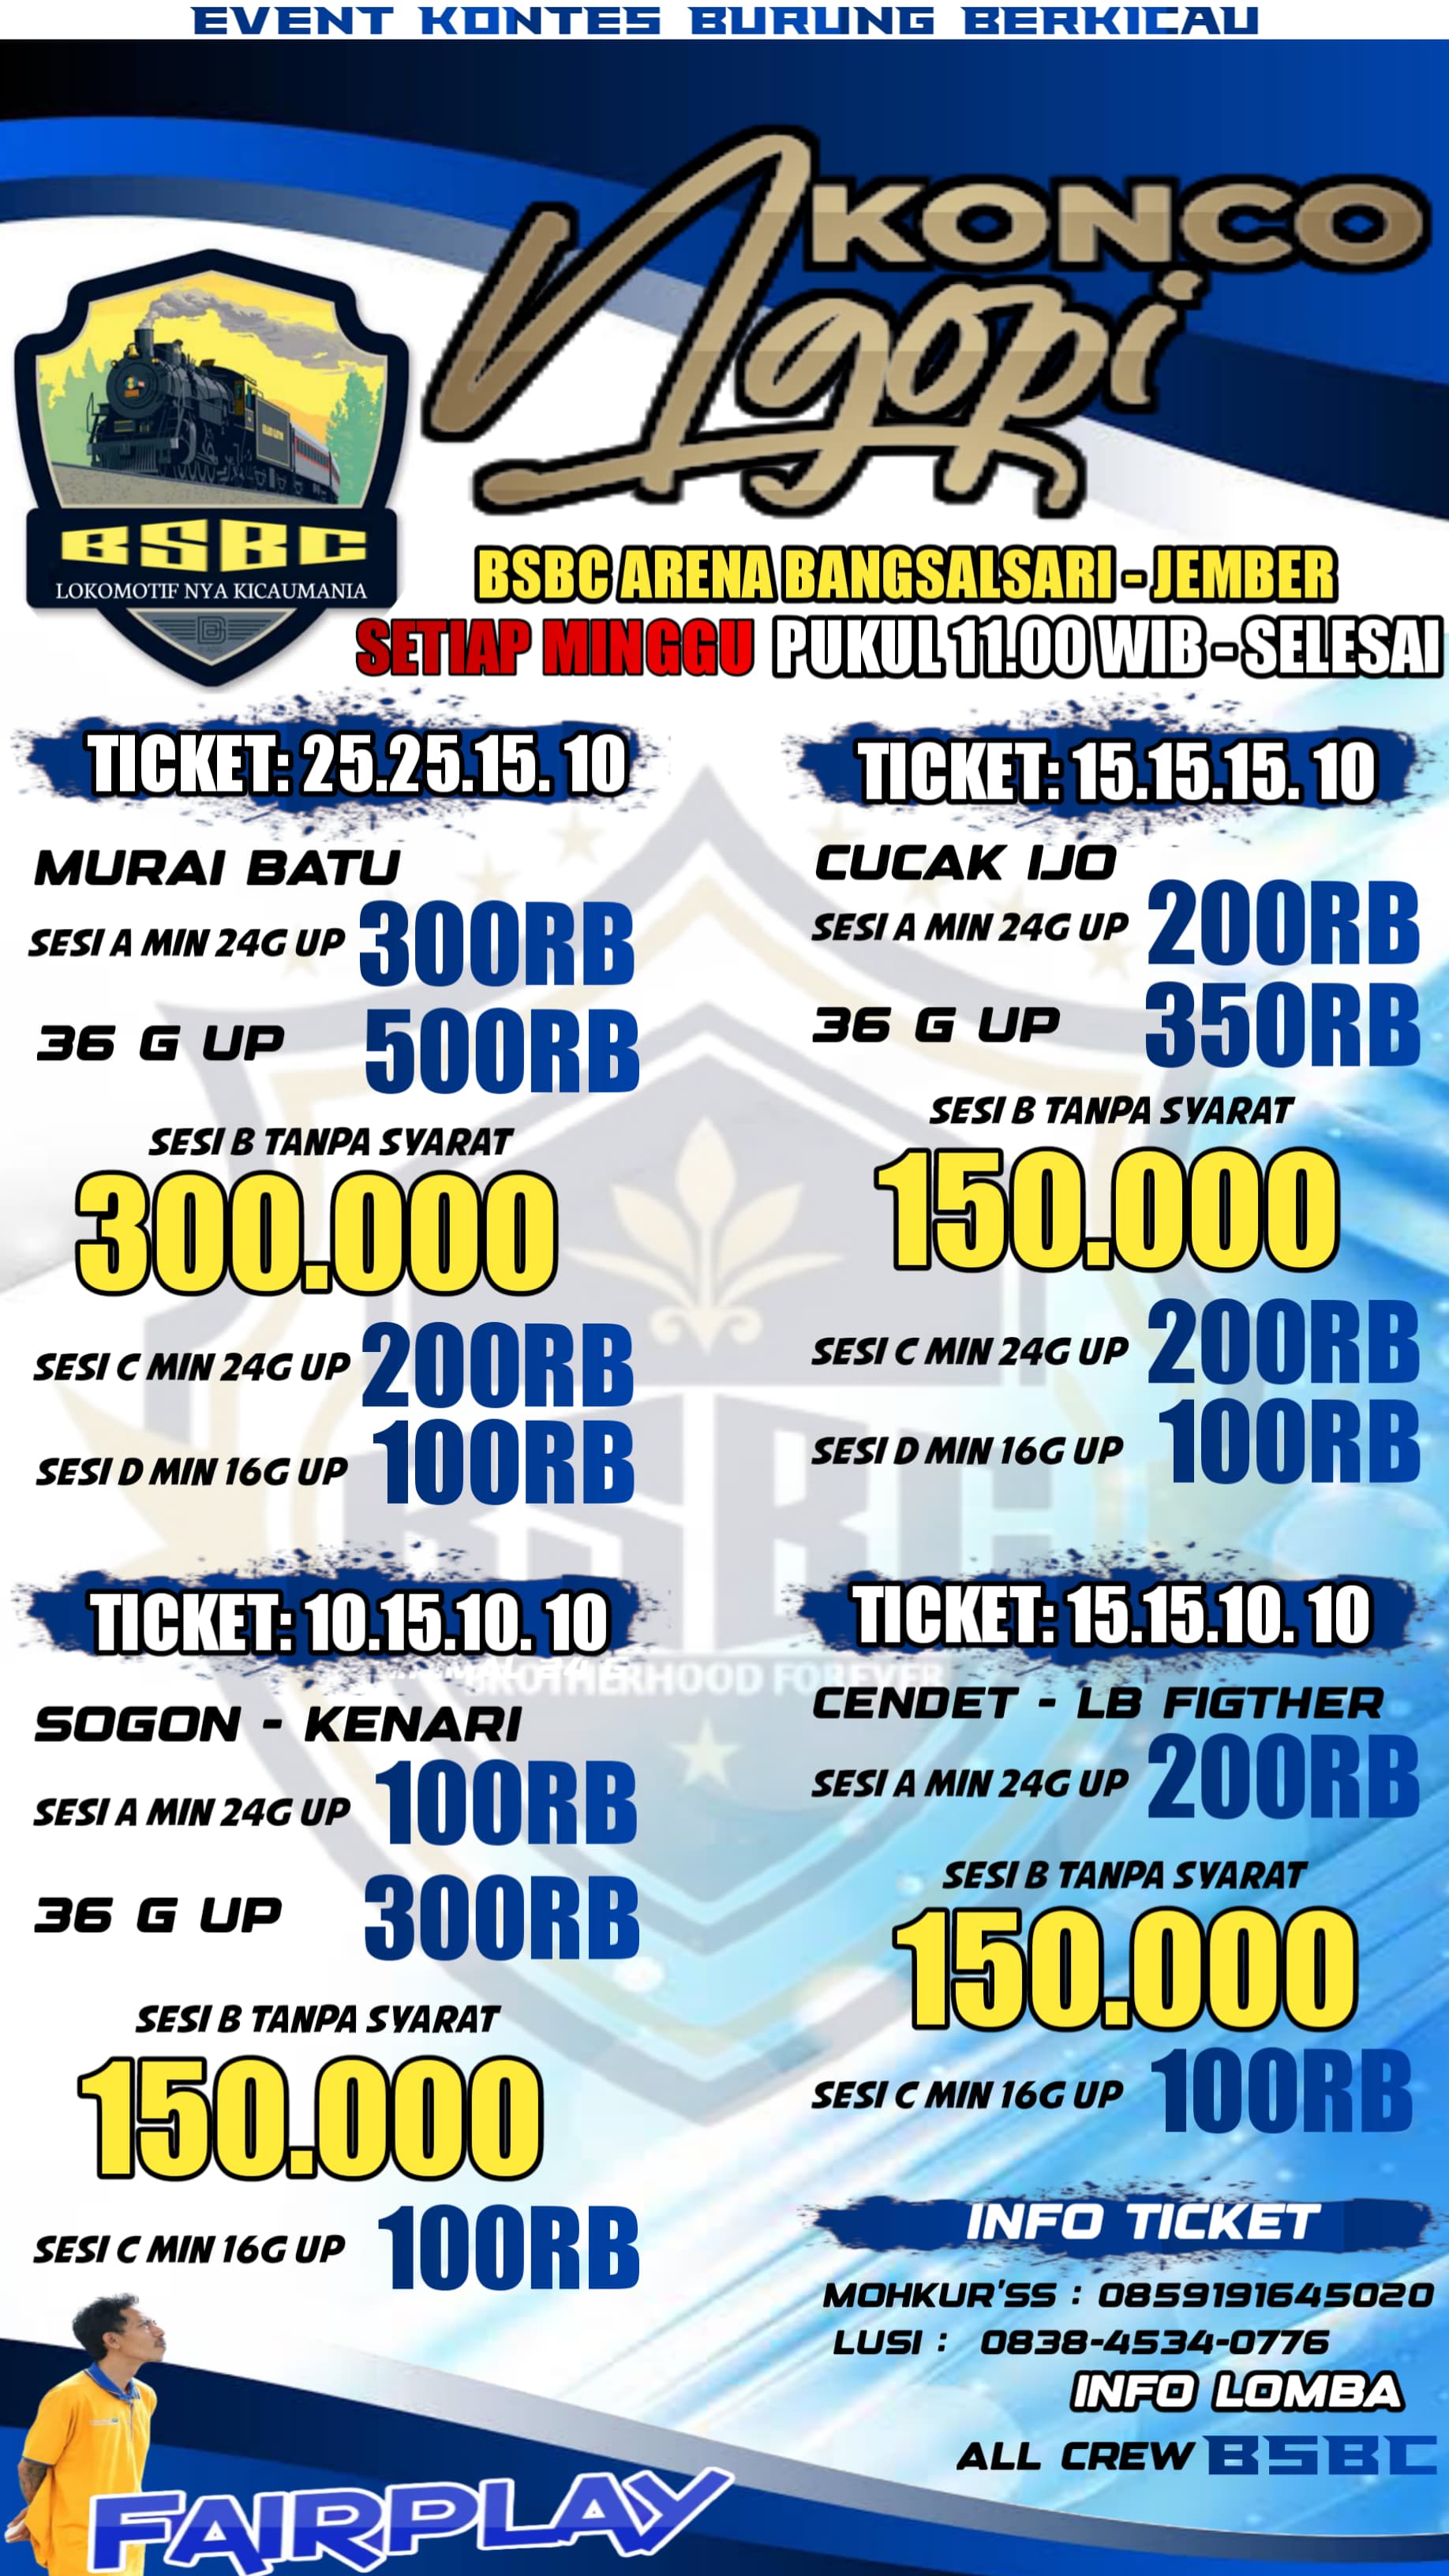 EVENT KONTES BURUNG BERKICAU
KONCO
Ngopi
BSBC
LOKOMOTIF NYA KICAUMANIA
BSBC ARENA BANGSALSARI - JEMBER
SETIAP MINGGU PUKUL 11.00 WIB - SELESAI
TICKET: 25.25.15. 10
MURAI BATU
SESI A MIN 24G UP 300RB
36 G UP 500RB
SESI B TANPA SYARAT
300.000
SESI C MIN 24G UP 200RB
SESI D MIN 16G UP 100RB
TICKET: 15.15.15. 10
CUCAK IJO
SESI A MIN 24G UP 200RB
36 G UP 350RB
SESI B TANPA SYARAT
150.000
SESI C MIN 24G UP 200RB
SESI D MIN 16G UP 100RB
BROTHERHOOD FOREVER
TICKET: 10.15.10. 10
SOGON - KENARI
SESI A MIN 24G UP 100RB
36 G UP 300RB
SESI B TANPA SYARAT
150.000
SESI C MIN 16G UP 100RB
TICKET: 15.15.10. 10
CENDET - LB FIGTHER
SESI A MIN 24G UP 200RB
SESI B TANPA SYARAT
150.000
SESI C MIN 16G UP 100RB
INFO TICKET
MOHKUR'SS : 0859191645020
LUSI : 0838-4534-0776
INFO LOMBA
ALL CREW BSBC
FAIRPLAY